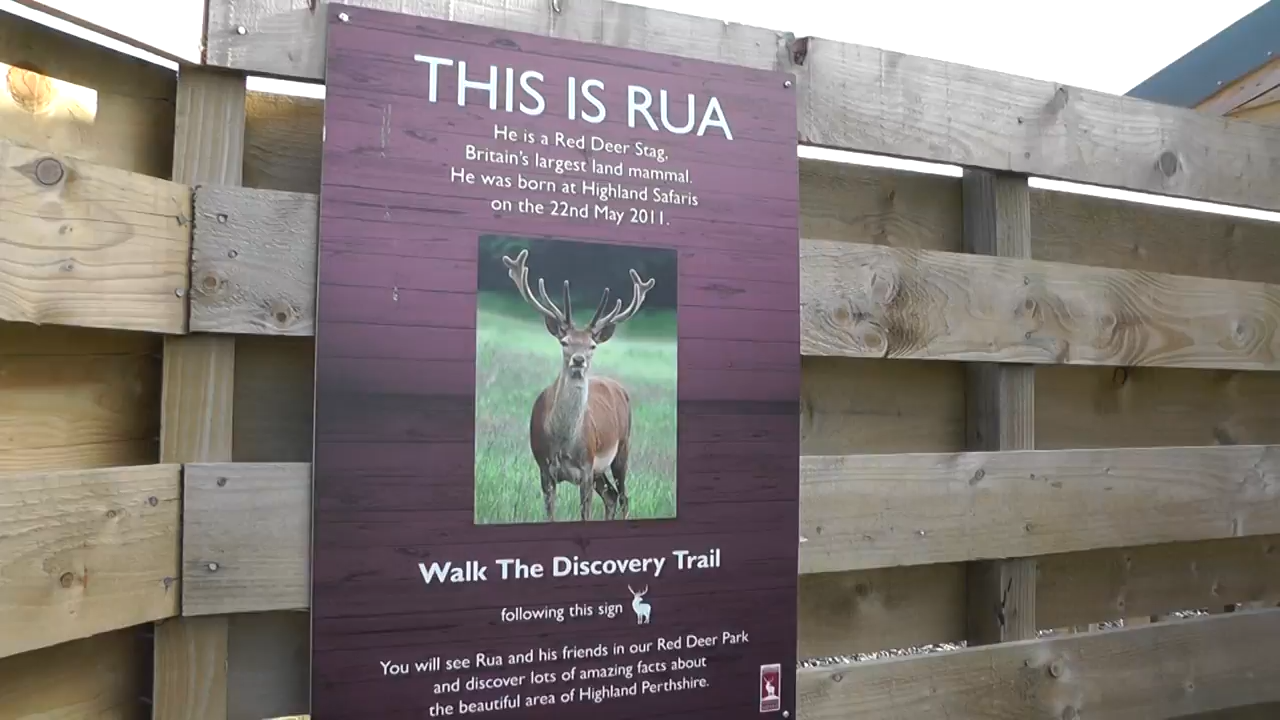 THIS IS RUA
He is a Red Deer Stag,
Britain's largest land mammal.
He was born at Highland Safaris
on the 22nd May 2011.
Walk The Discovery Trail
following this sign
You will see Rua and his friends in our Red Deer Park
and discover lots of amazing facts about
the beautiful area of Highland Perthshire.